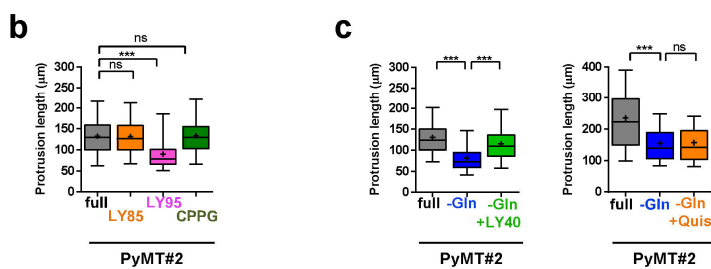 b
ns
***
ns
Protrusion length (μm)
300
250
200
150
100
50
0
full
LY85
LY95
CPPG
PyMT#2
c
*** ***
Protrusion length (μm)
300
250
200
150
100
50
0
full
-Gln
-Gln
+LY40
PyMT#2
*** ns
Protrusion length (μm)
400
300
200
100
0
full
-Gln
-Gln
+Quis
PyMT#2